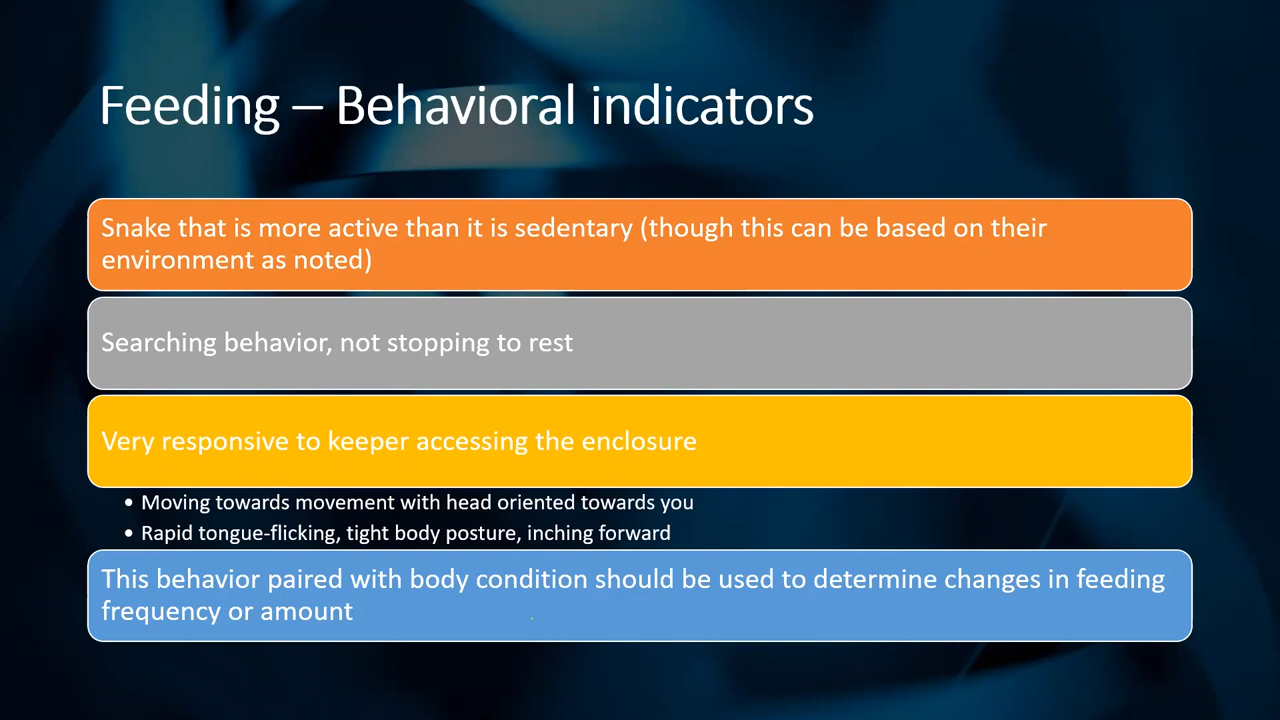 Feeding – Behavioral indicators
Snake that is more active than it is sedentary (though this can be based on their
environment as noted)
Searching behavior, not stopping to rest
Very responsive to keeper accessing the enclosure
• Moving towards movement with head oriented towards you
• Rapid tongue-flicking, tight body posture, inching forward
This behavior paired with body condition should be used to determine changes in feeding
frequency or amount